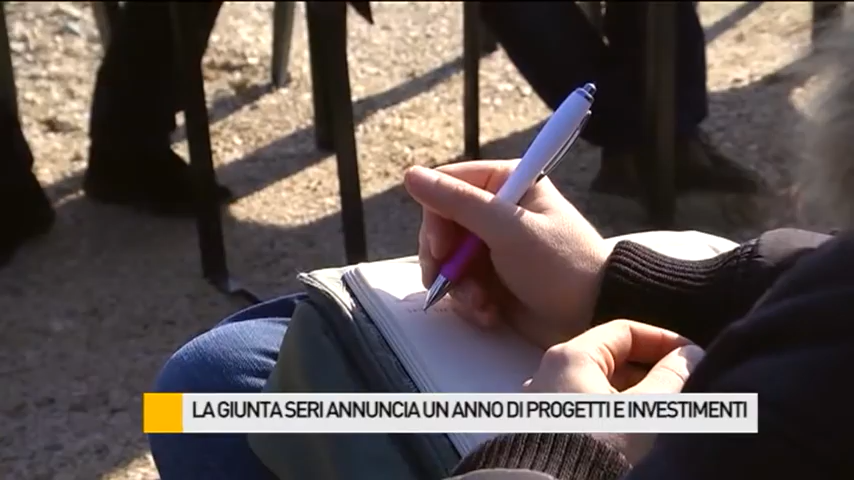 LA GIUNTA SERI ANNUNCIA UN ANNO DI PROGETTI E INVESTIMENTI